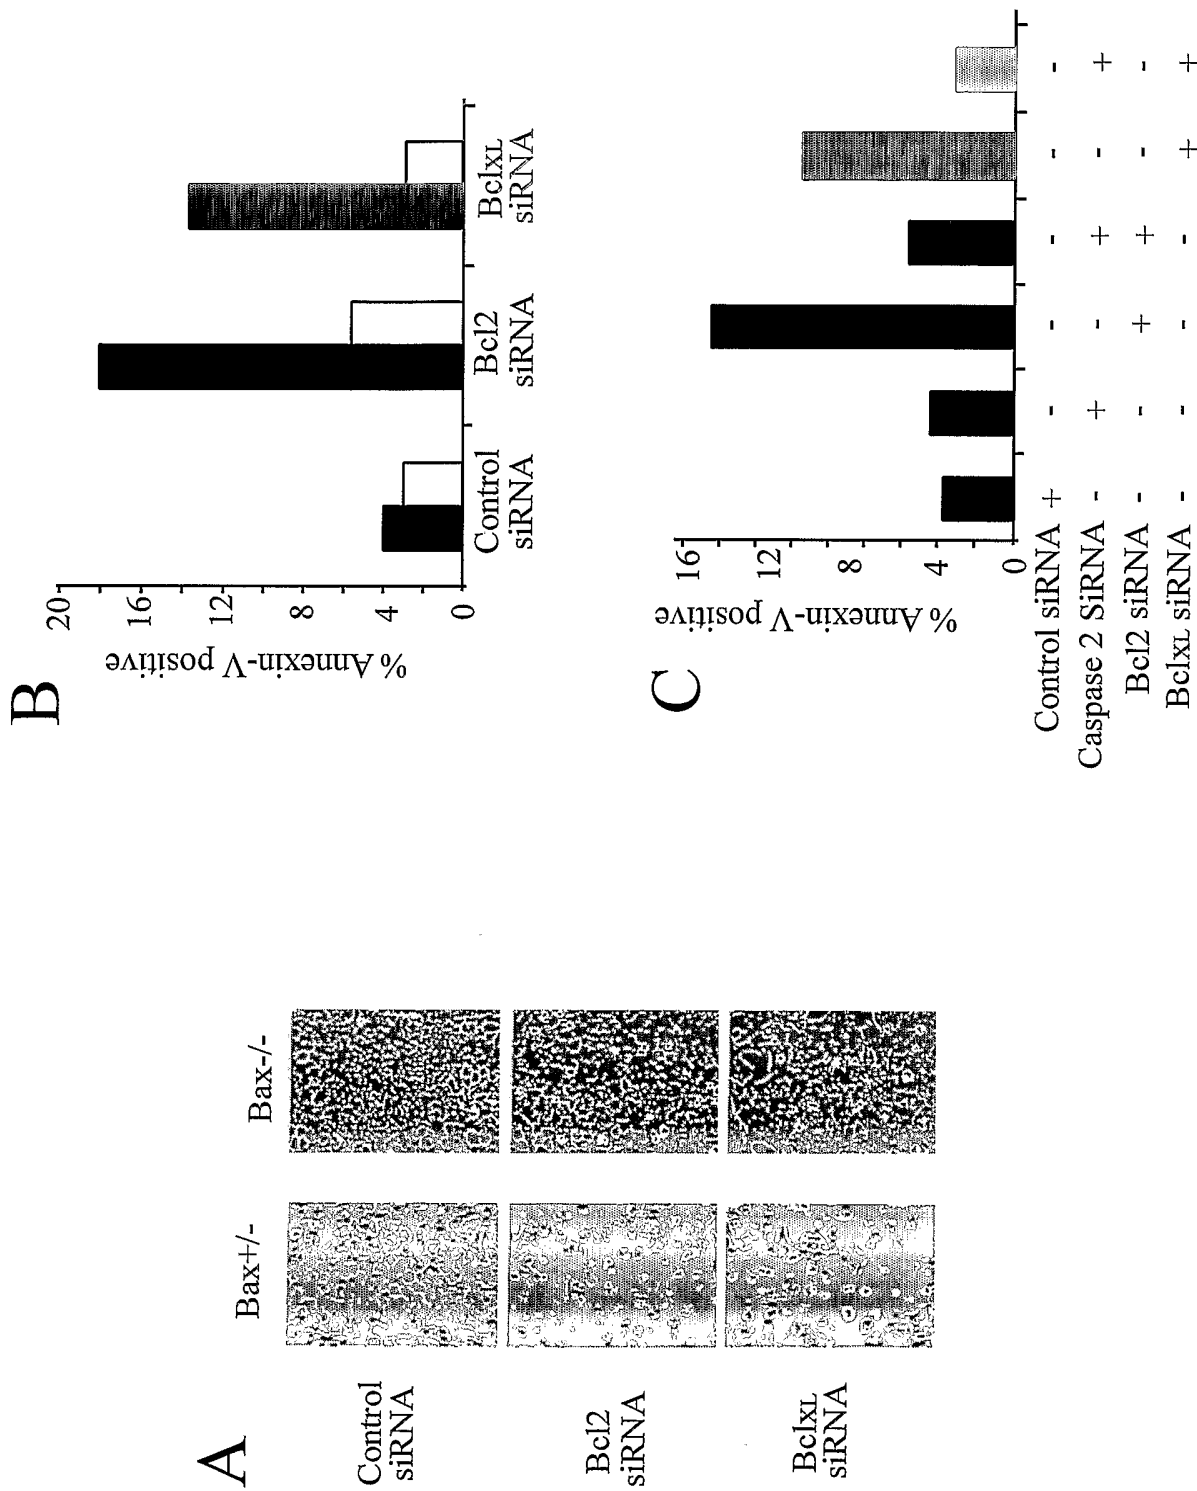 A
Bax+/-
Bax-/-
Control
siRNA
Bcl2
siRNA
BclXL
siRNA
B
% Annexin-V positive
20
16
12
8
4
0
Control
siRNA
Bcl2
siRNA
BclXL
siRNA
C
% Annexin-V positive
16
12
8
4
0
Control siRNA + - - - - -
Caspase 2 SiRNA - + - + - +
Bcl2 siRNA - - + + - -
BclXL siRNA - - - - + +